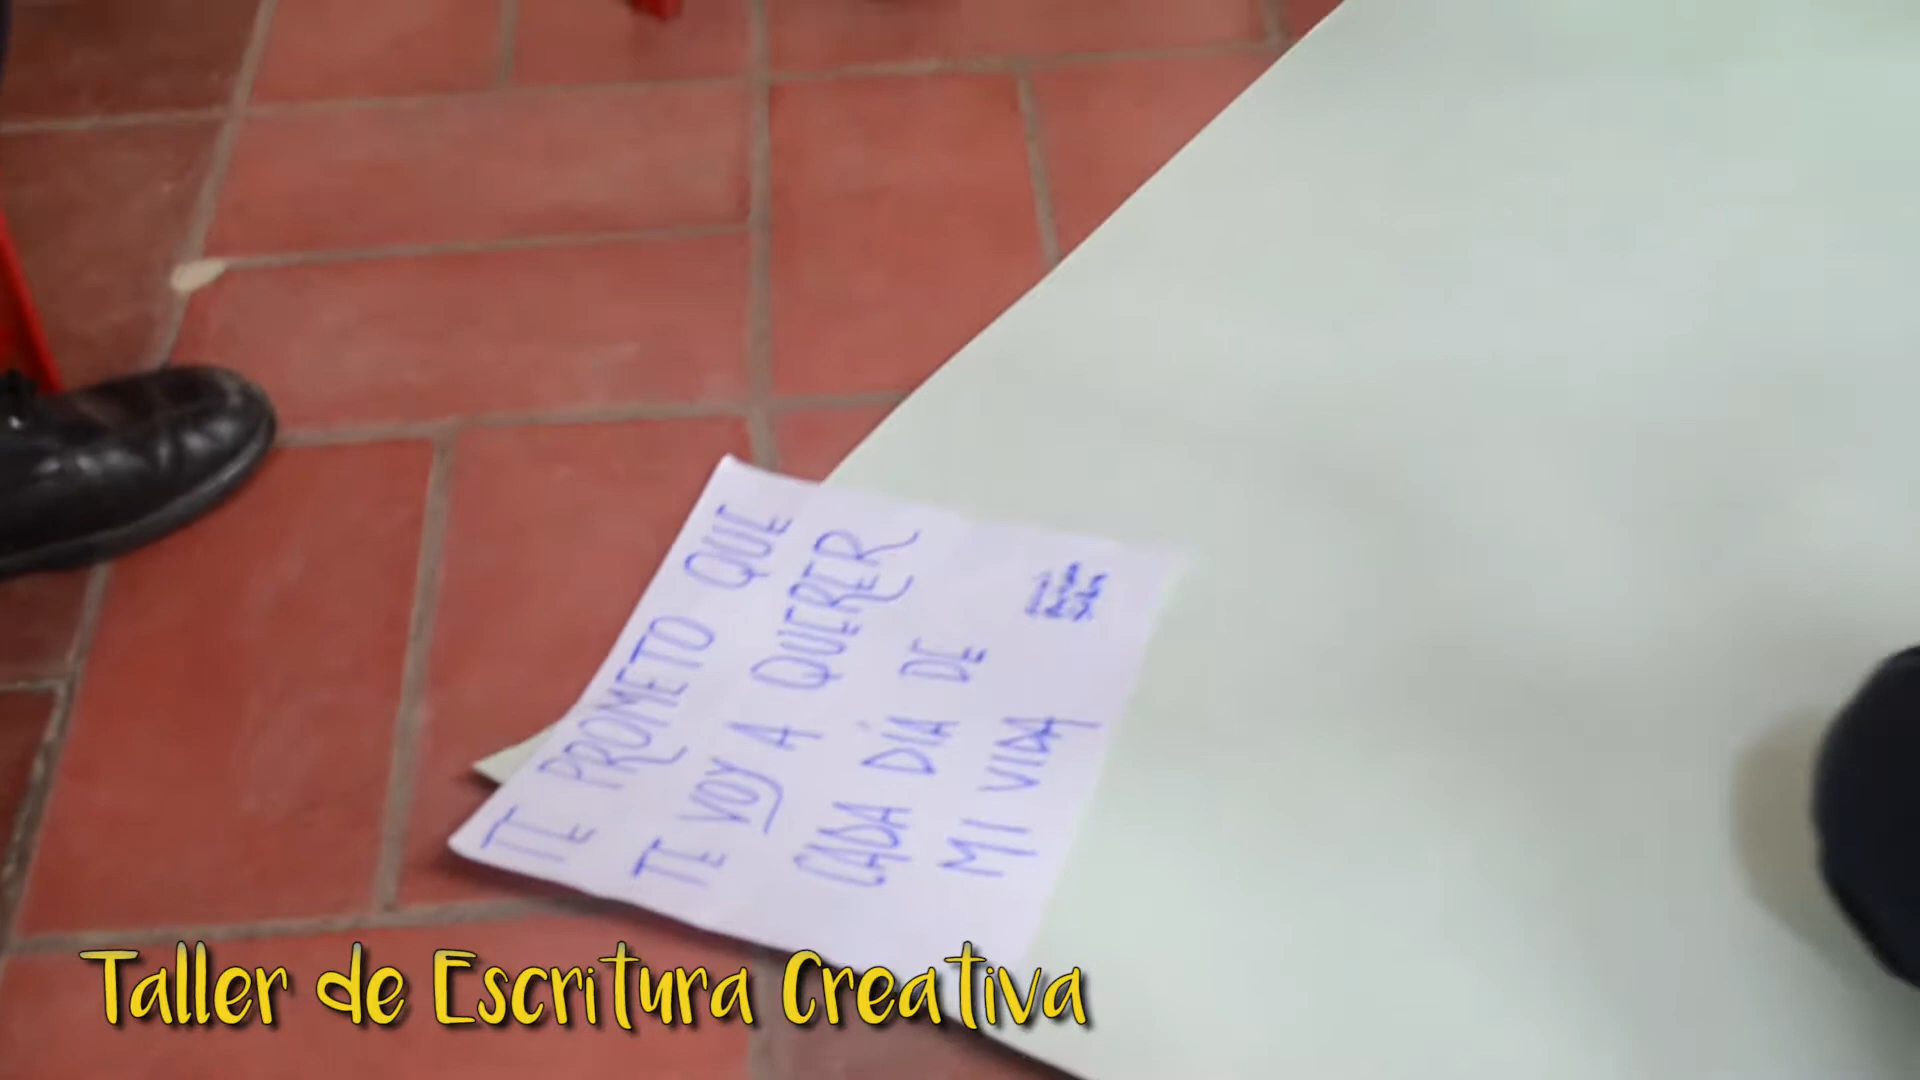 TE PROMETO QUE
TE VOY A QUERER
CADA DÍA DE
MI VIDA
Taller de Escritura Creativa